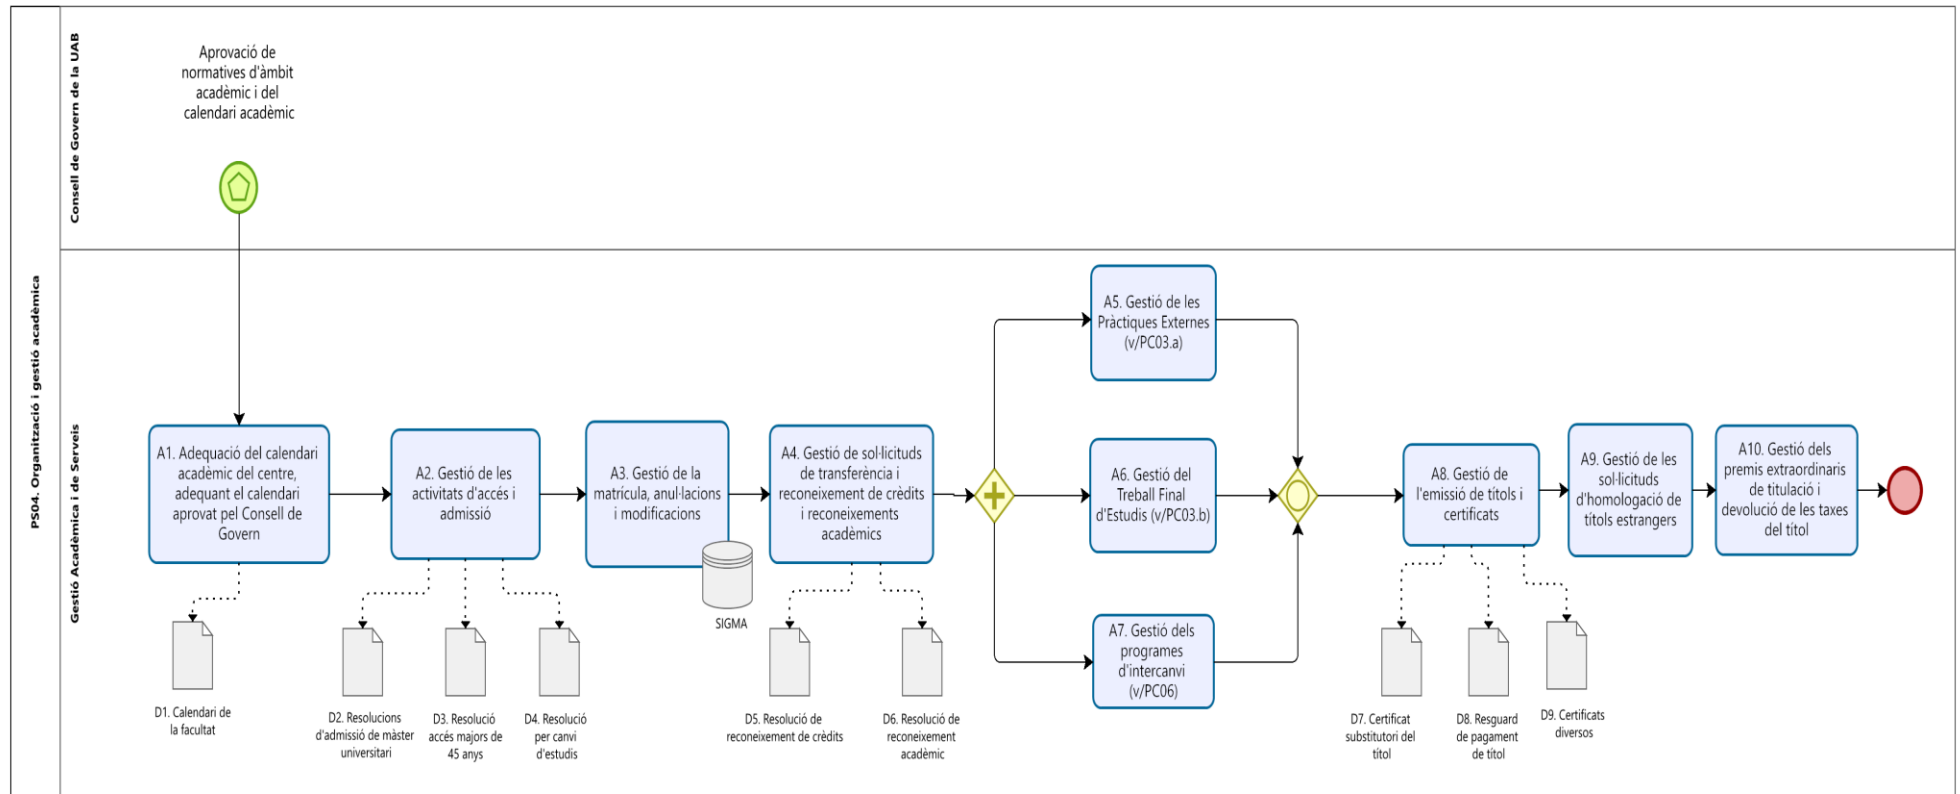 PS04. Organització i gestió acadèmica
Consell de Govern de la UAB
Aprovació de
normatives d'àmbit
acadèmic i del
calendari acadèmic
Gestió Acadèmica i de Serveis
A1. Adequació del calendari
acadèmic del centre,
adequant el calendari
aprovat pel Consell de
Govern
A2. Gestió de les
activitats d'accés i
admissió
A3. Gestió de la
matrícula, anul·lacions
i modificacions
SIGMA
A4. Gestió de sol·licituds
de transferència i
reconeixement de crèdits
i reconeixements
acadèmics
A5. Gestió de les
Pràctiques Externes
(v/PC03.a)
A6. Gestió del
Treball Final
d'Estudis (v/PC03.b)
A7. Gestió dels
programes
d'intercanvi
(v/PC06)
A8. Gestió de
l'emissió de títols i
certificats
A9. Gestió de les
sol·licituds
d'homologació de
títols estrangers
A10. Gestió dels
premis extraordinaris
de titulació i
devolució de les taxes
del títol
D1. Calendari de
la facultat
D2. Resolucions
d'admissió de màster
universitari
D3. Resolució
accés majors de
45 anys
D4. Resolució
per canvi
d'estudis
D5. Resolució de
reconeixement de crèdits
D6. Resolució de
reconeixement
acadèmic
D7. Certificat
substitutori del
títol
D8. Resguard
de pagament
de títol
D9. Certificats
diversos